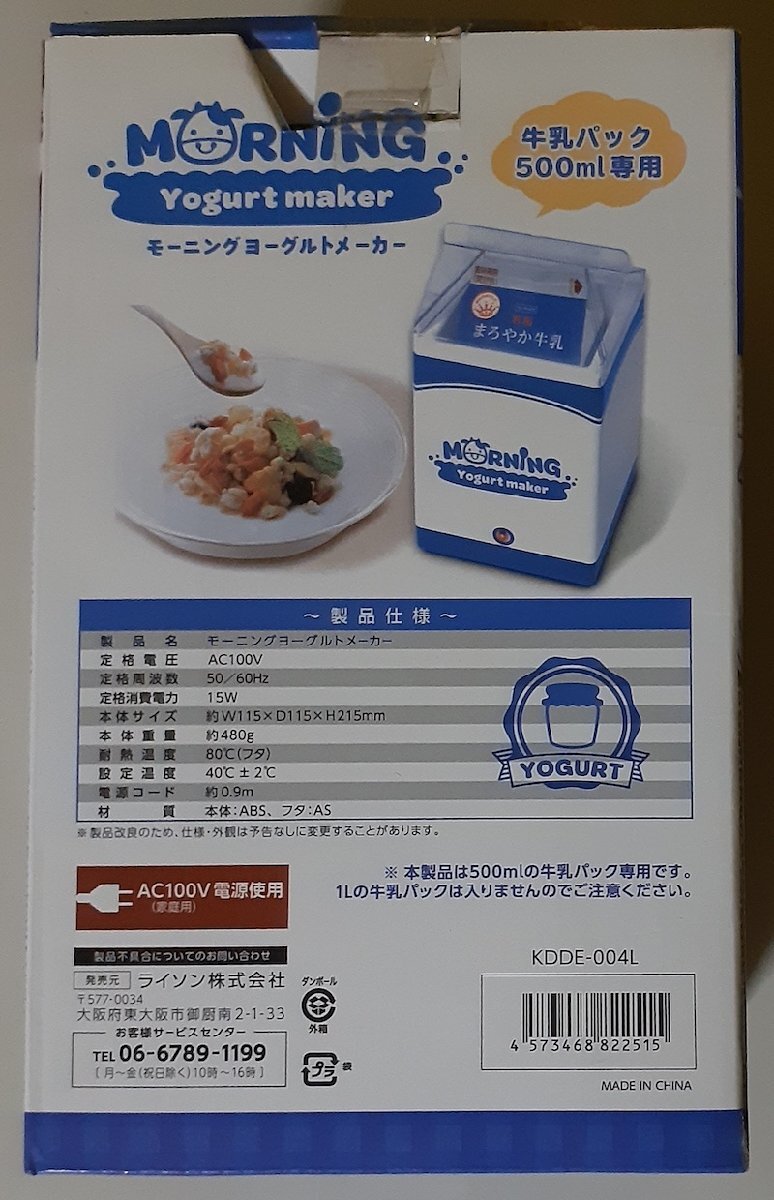 MORNING
Yogurt maker
モーニングヨーグルトメーカー
牛乳パック
500ml専用
まろやか牛乳
MORNING
Yogurt maker
～製品仕様～
製品名 モーニングヨーグルトメーカー
定格電圧 AC100V
定格周波数 50／60Hz
定格消費電力 15W
本体サイズ 約W115×D115×H215mm
本体重量 約480g
耐熱温度 80℃(フタ)
設定温度 40℃±2℃
電源コード 約0.9m
材質 本体:ABS、フタ:AS
YOGURT
※製品改良のため、仕様・外観は予告なしに変更することがあります。
AC100V電源使用
(家庭用)
※本製品は500mlの牛乳パック専用です。
1Lの牛乳パックは入りませんのでご注意ください。
製品不具合についてのお問い合わせ
発売元 ライソン株式会社
〒577-0034
大阪府東大阪市御厨南2-1-33
お客様サービスセンター
TEL 06-6789-1199
[月～金(祝日除く)10時～16時]
ダンボール
外箱
プラ
袋
KDDE-004L
4 573468 822515
MADE IN CHINA